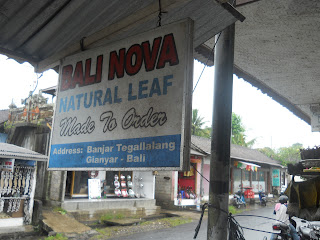 BALI NOVA
NATURAL LEAF
Made To Order
Address: Banjar Tegallalang
Gianyar - Bali